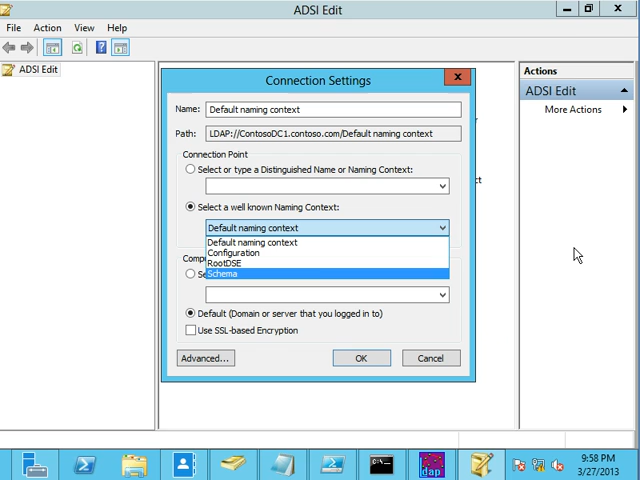 ADSI Edit
File Action View Help
ADSI Edit
Connection Settings
Name: Default naming context
Path: LDAP://ContosoDC1.contoso.com/Default naming context
Connection Point
Select or type a Distinguished Name or Naming Context:
Select a well known Naming Context:
Default naming context
Default naming context
Configuration
RootDSE
Schema
Default (Domain or server that you logged in to)
Use SSL-based Encryption
Advanced... OK Cancel
Actions
ADSI Edit
More Actions
ldap
9:58 PM
3/27/2013